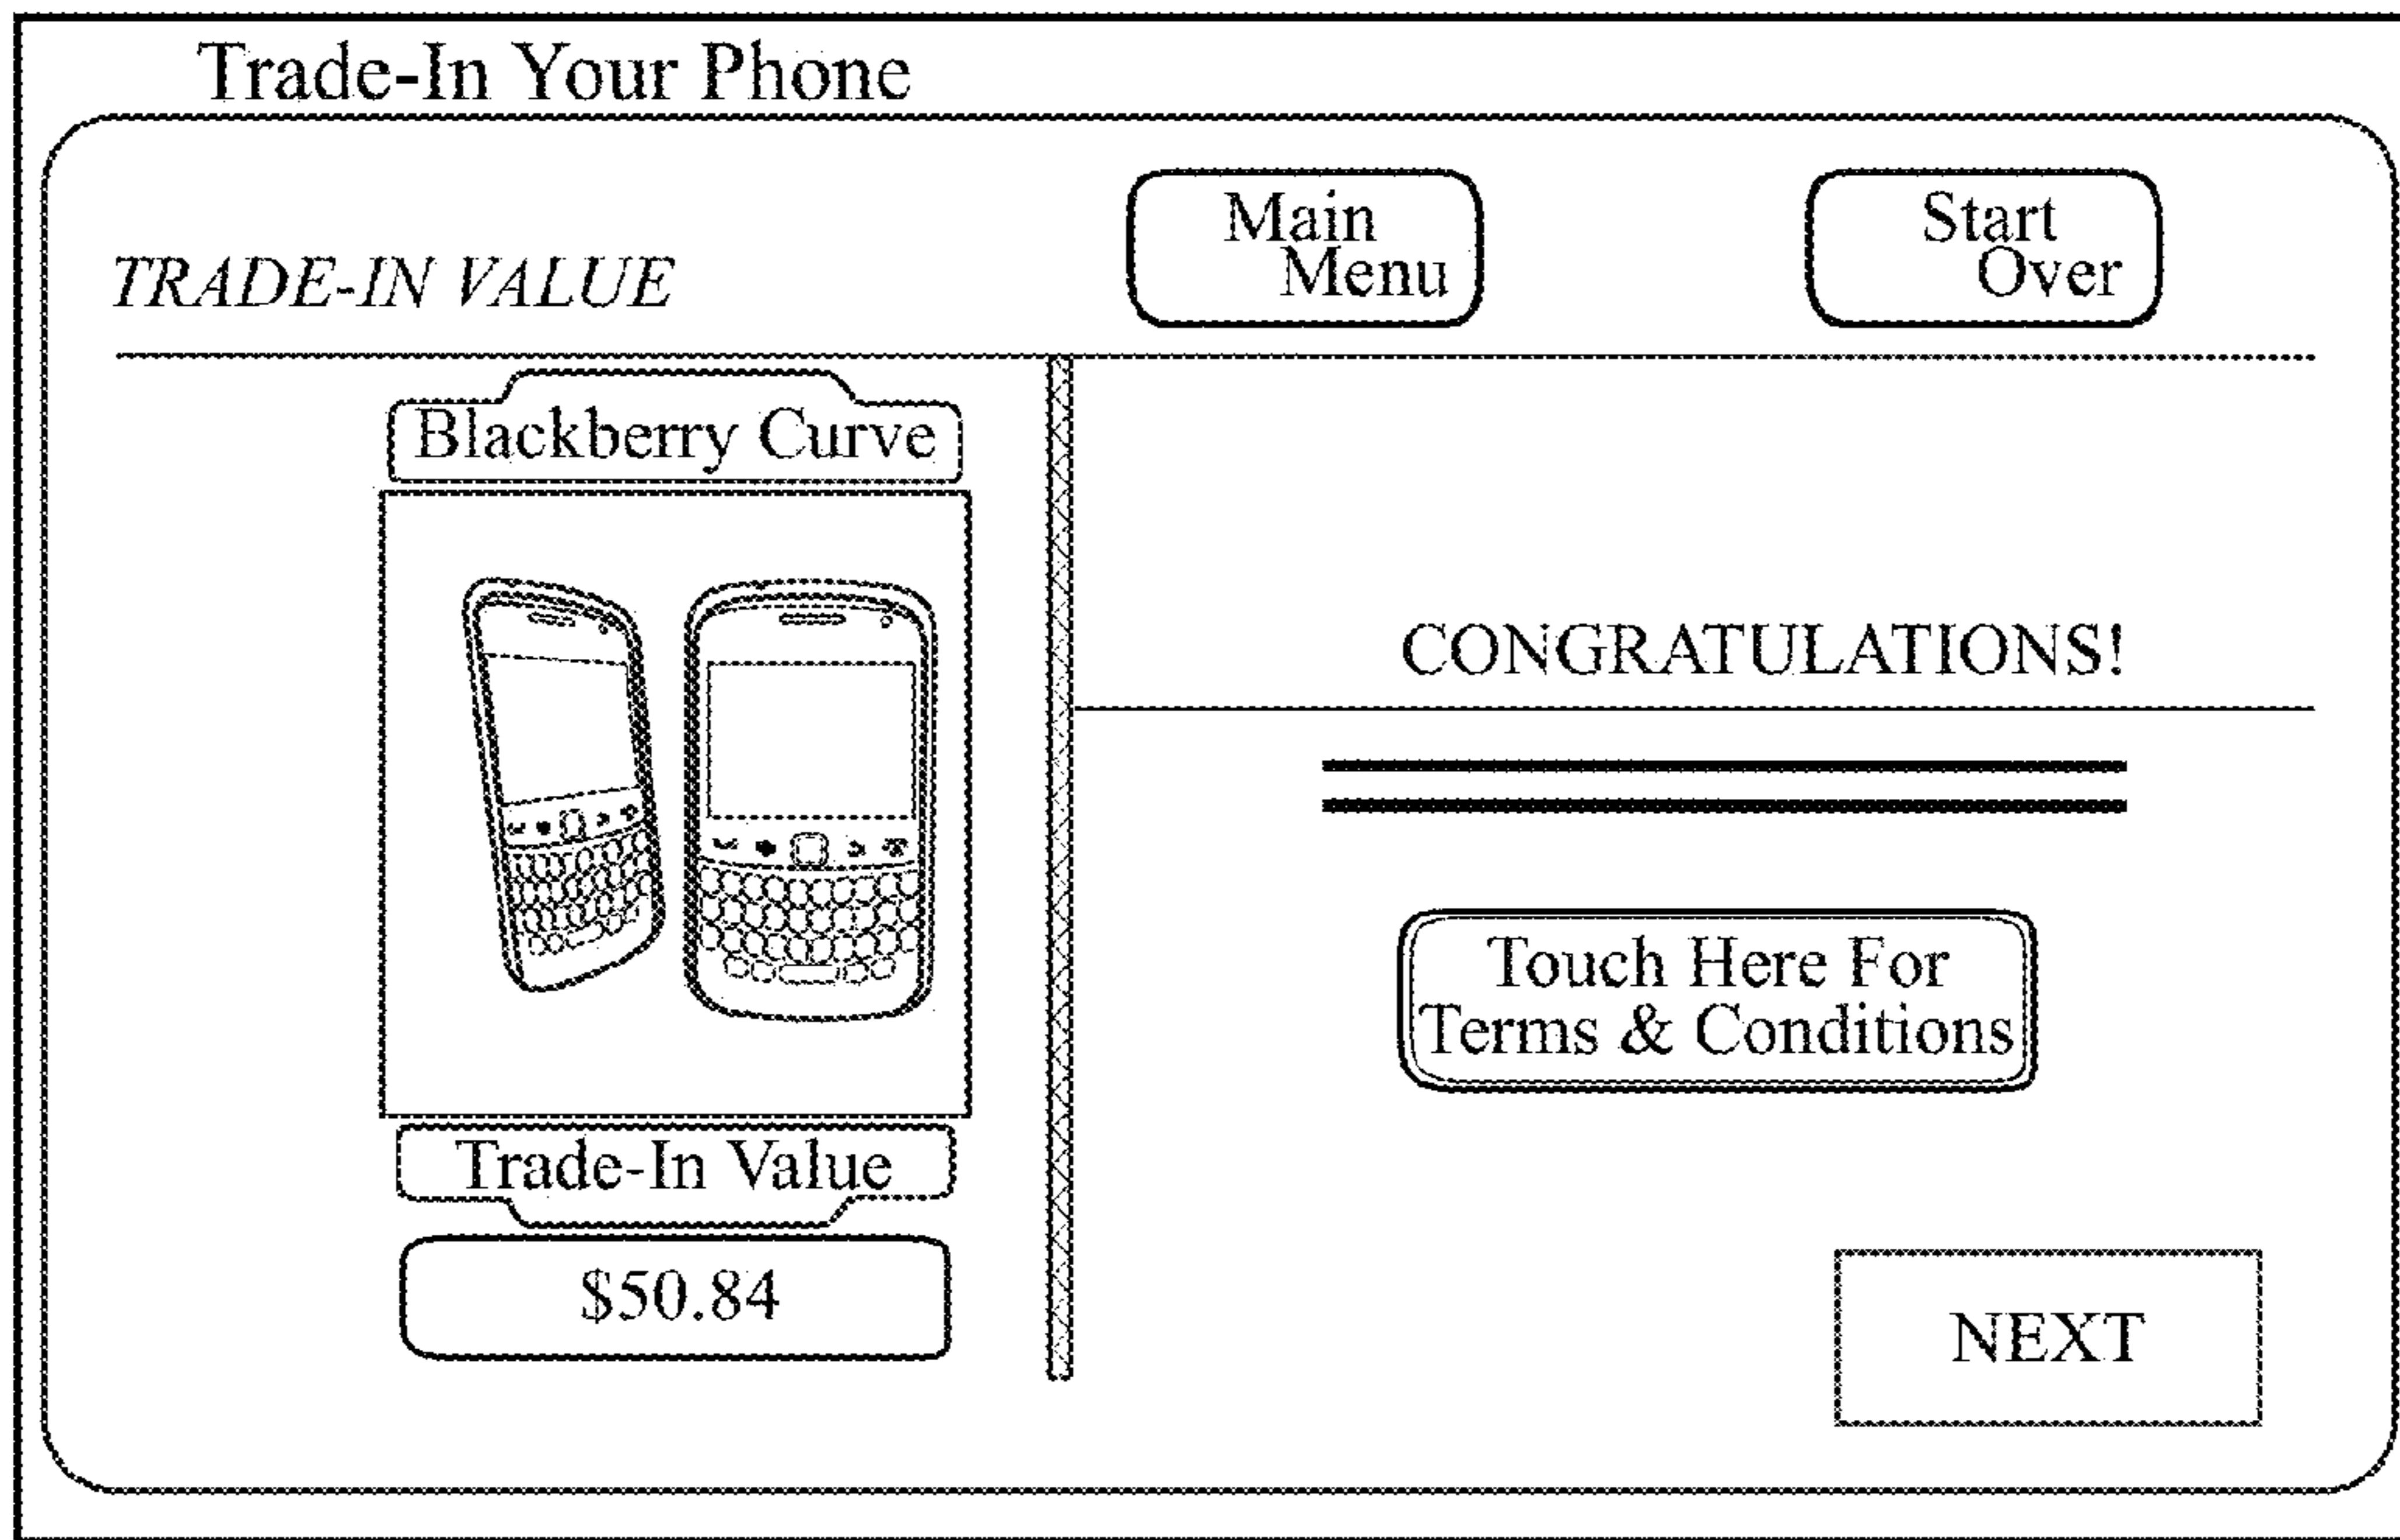 Trade-In Your Phone
TRADE-IN VALUE
Main
Menu
Start
Over
Blackberry Curve
Trade-In Value
$50.84
CONGRATULATIONS!
Touch Here For
Terms & Conditions
NEXT